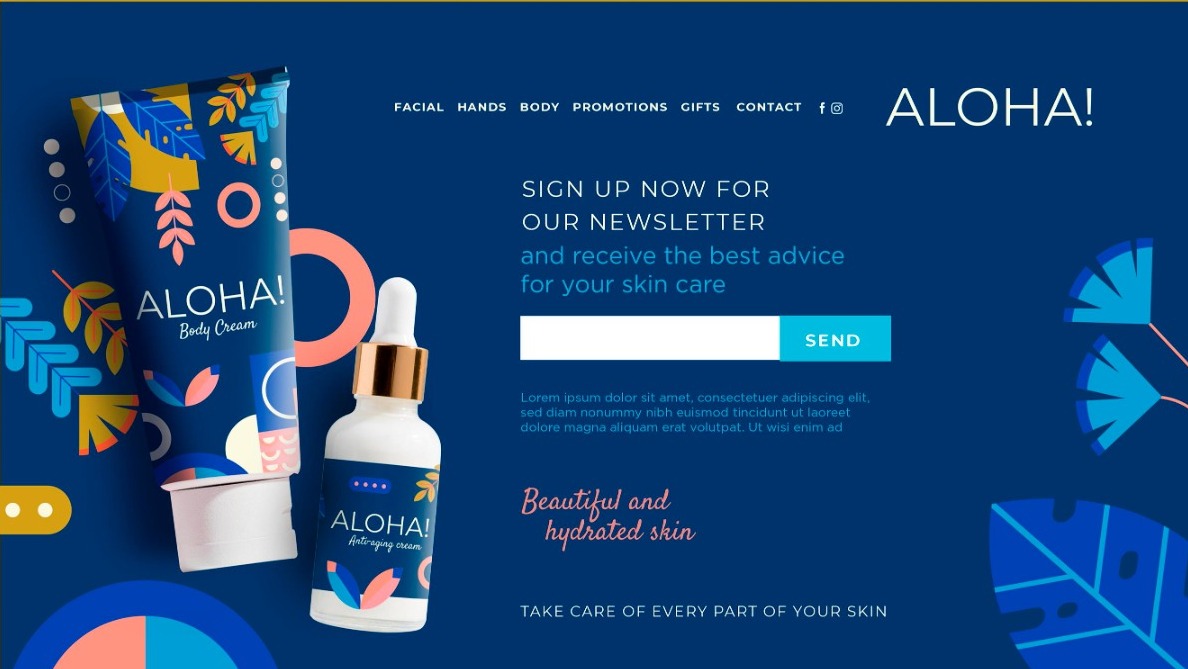 FACIAL HANDS BODY PROMOTIONS GIFTS CONTACT
ALOHA!
SIGN UP NOW FOR
OUR NEWSLETTER
and receive the best advice
for your skin care
SEND
Lorem ipsum dolor sit amet, consectetuer adipiscing elit,
sed diam nonummy nibh euismod tincidunt ut laoreet
dolore magna aliquam erat volutpat. Ut wisi enim ad
Beautiful and
hydrated skin
TAKE CARE OF EVERY PART OF YOUR SKIN
ALOHA!
Body Cream
ALOHA!
Anti-aging cream